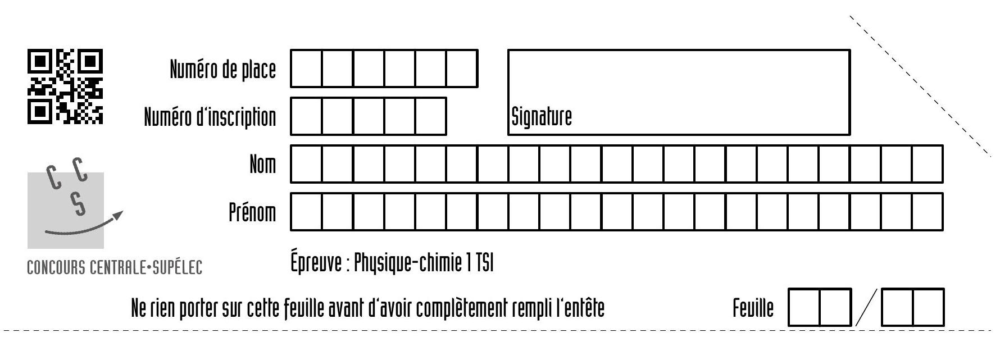 Numéro de place
Numéro d'inscription
Signature
Nom
Prénom
C C
S
CONCOURS CENTRALE•SUPÉLEC
Épreuve : Physique-chimie 1 TSI
Ne rien porter sur cette feuille avant d'avoir complètement rempli l'entête
Feuille /